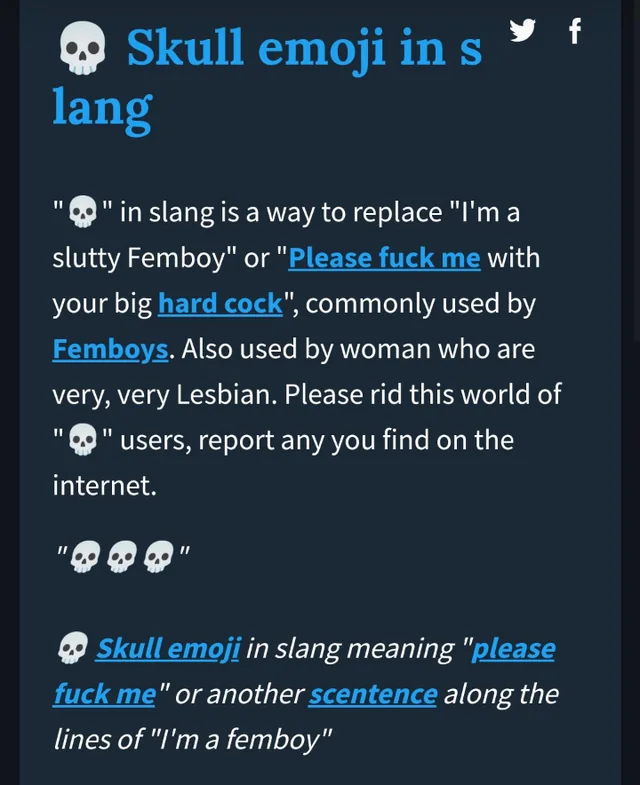 💀 Skull emoji in s
lang
"💀" in slang is a way to replace "I'm a
slutty Femboy" or "Please fuck me with
your big hard cock", commonly used by
Femboys. Also used by woman who are
very, very Lesbian. Please rid this world of
"💀" users, report any you find on the
internet.
"💀💀💀"
💀 Skull emoji in slang meaning "please
fuck me" or another scentence along the
lines of "I'm a femboy"